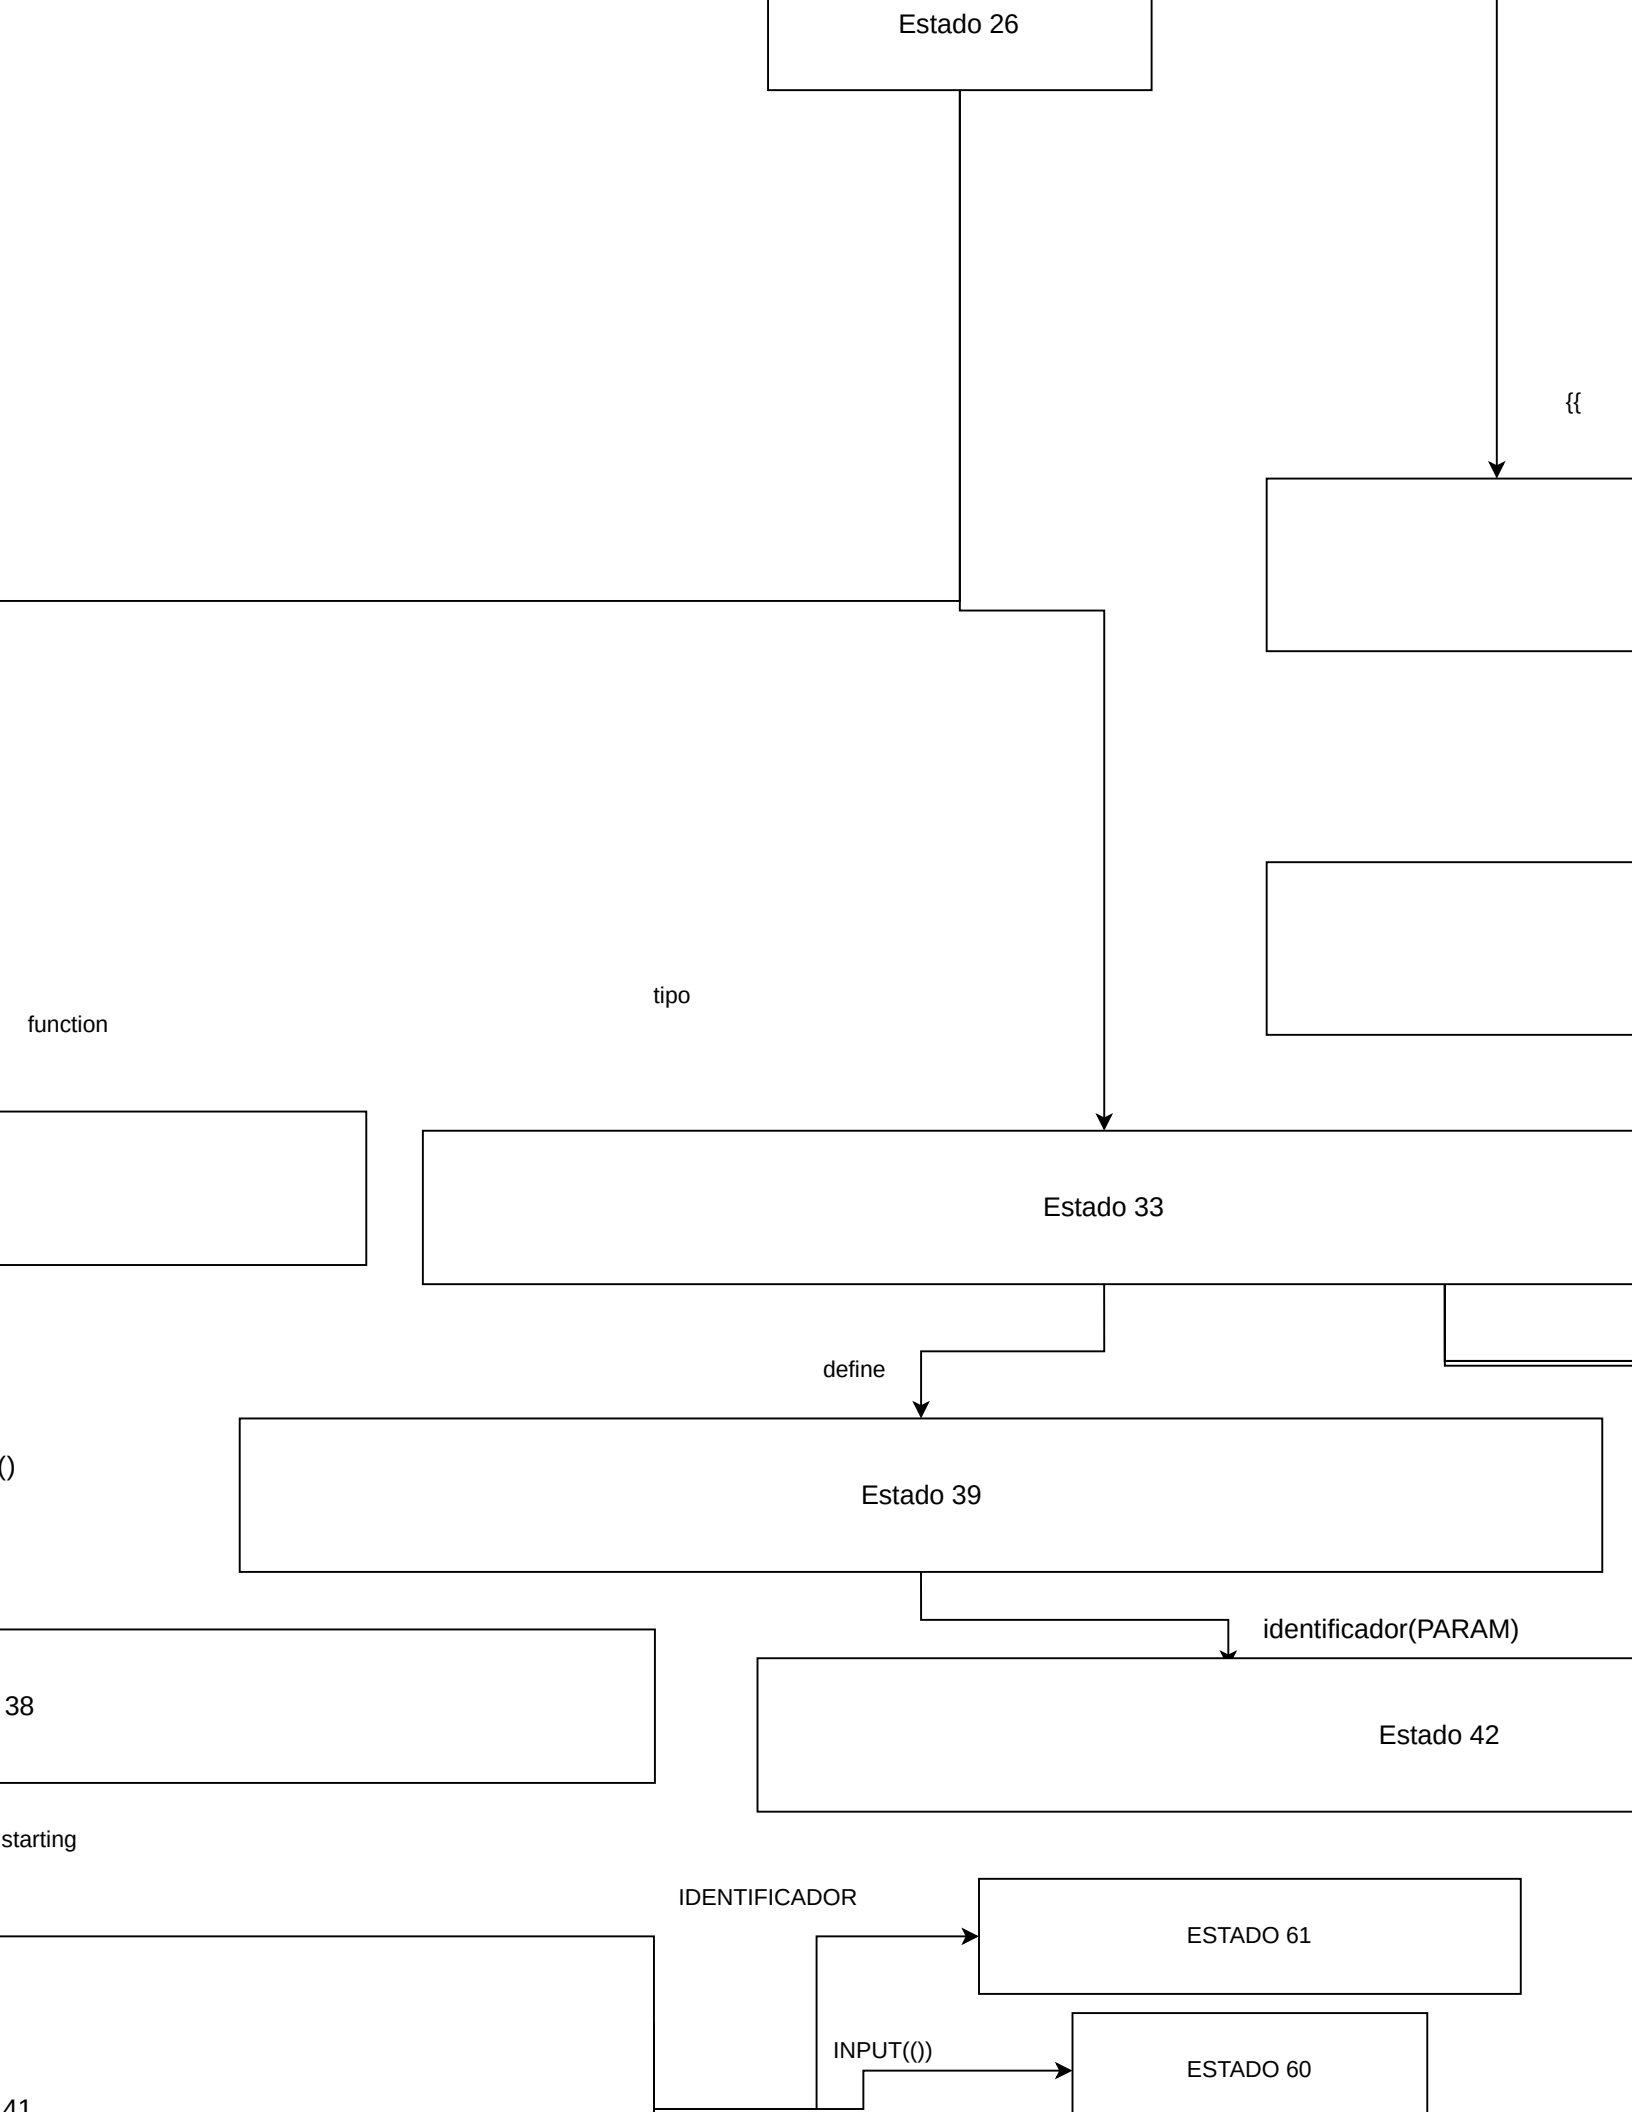 Estado 26
{{
tipo
function
Estado 33
define
()
Estado 39
identificador(PARAM)
38
Estado 42
starting
IDENTIFICADOR
ESTADO 61
INPUT(())
ESTADO 60
41